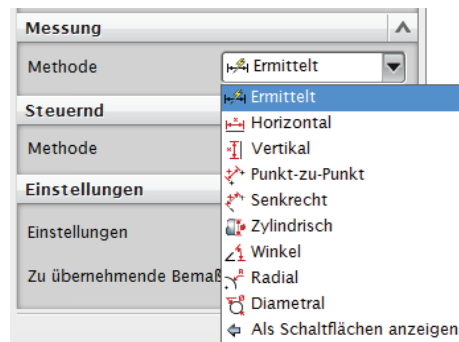 Messung
Methode
Ermittelt
Ermittelt
Steuernd
Horizontal
Methode
Vertikal
Punkt-zu-Punkt
Einstellungen
Senkrecht
Einstellungen
Zylindrisch
Winkel
Zu übernehmende Bemaß
Radial
Diametral
Als Schaltflächen anzeigen